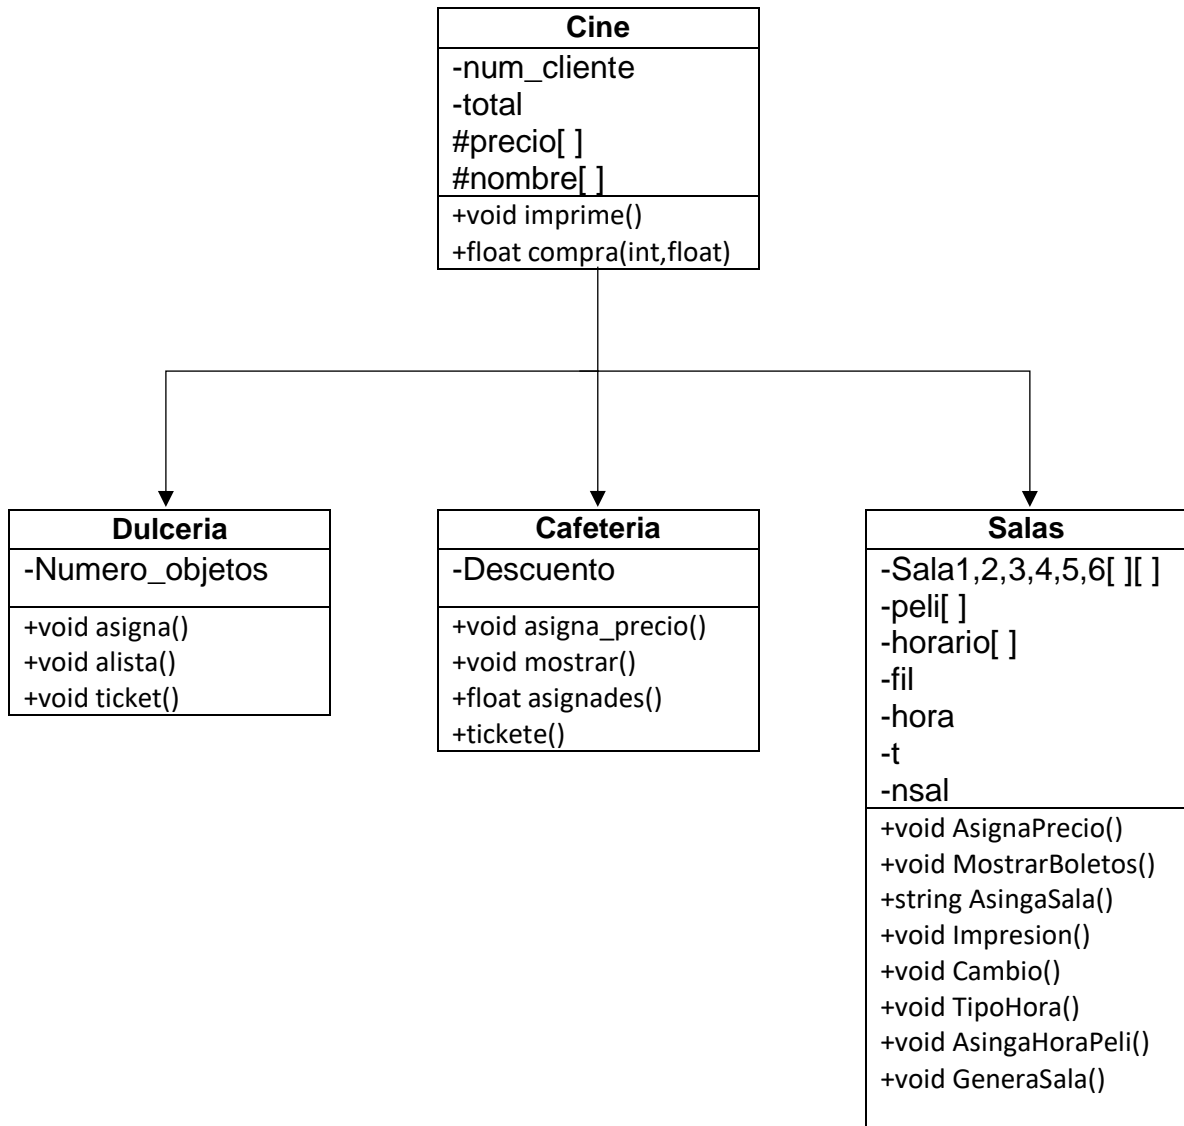 Cine
-num_cliente
-total
#precio[ ]
#nombre[ ]
+void imprime()
+float compra(int,float)
Dulceria
-Numero_objetos
+void asigna()
+void alista()
+void ticket()
Cafeteria
-Descuento
+void asigna_precio()
+void mostrar()
+float asignades()
+tickete()
Salas
-Sala1,2,3,4,5,6[ ][ ]
-peli[ ]
-horario[ ]
-fil
-hora
-t
-nsal
+void AsignaPrecio()
+void MostrarBoletos()
+string AsingaSala()
+void Impresion()
+void Cambio()
+void TipoHora()
+void AsingaHoraPeli()
+void GeneraSala()